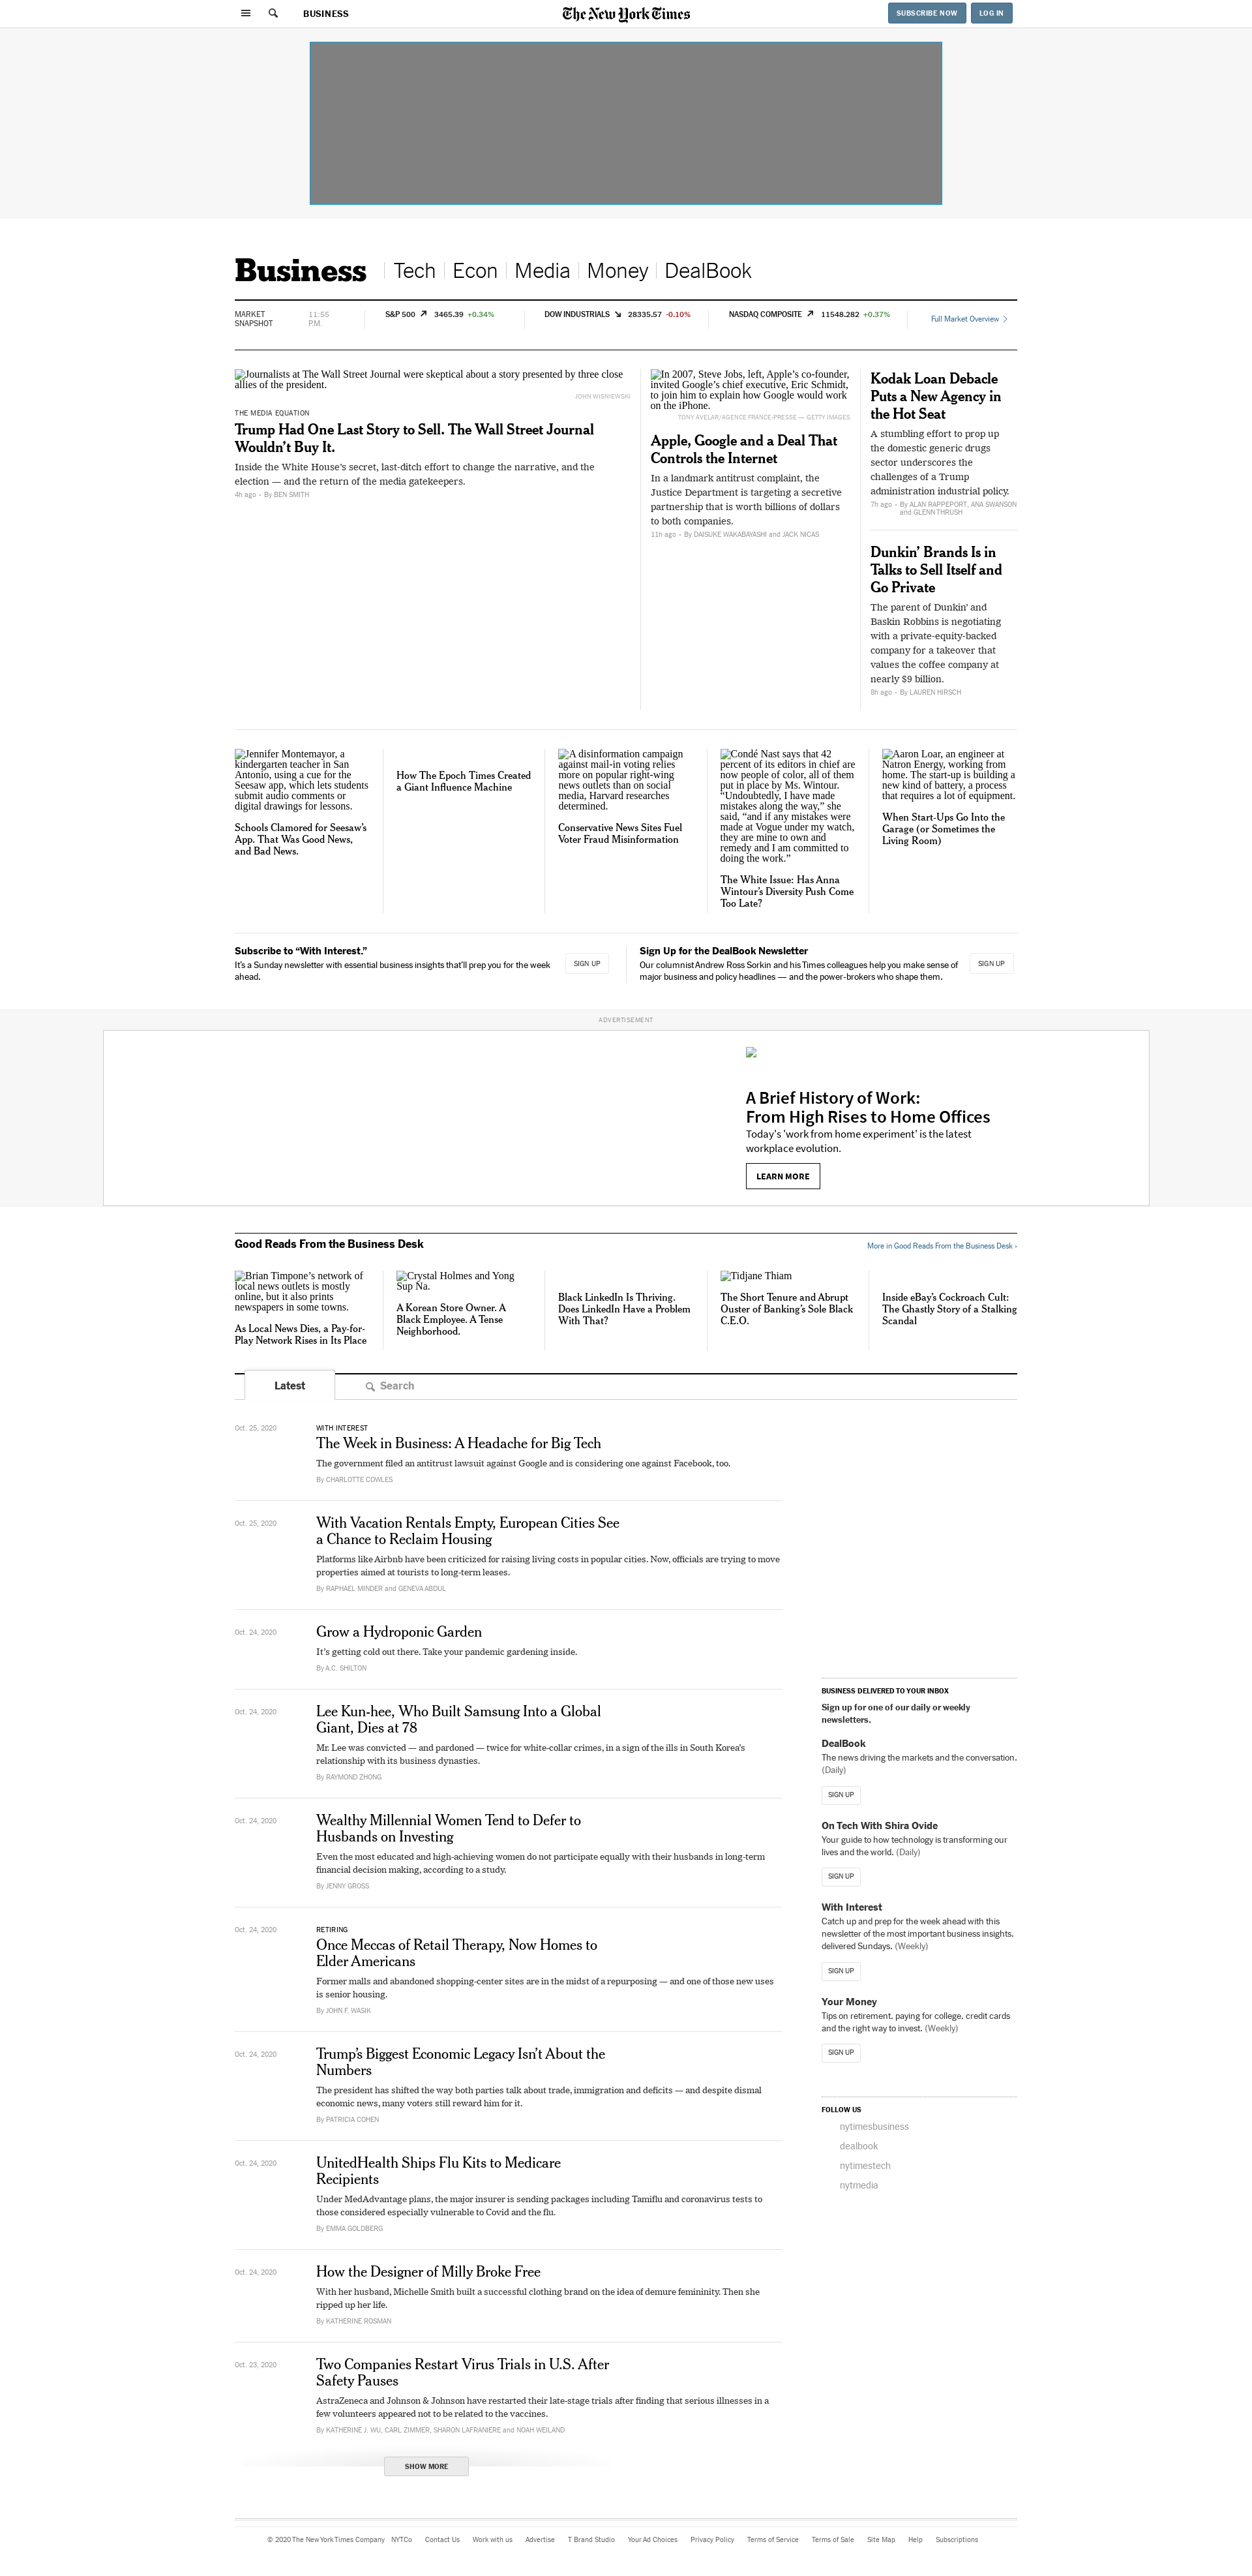 BUSINESS
The New York Times
SUBSCRIBE NOW
LOG IN
Business
Tech
Econ
Media
Money
DealBook
MARKET
SNAPSHOT
11:55
P.M.
S&P 500 3465.39 +0.34%
DOW INDUSTRIALS 28335.57 -0.10%
NASDAQ COMPOSITE 11548.282 +0.37%
Full Market Overview
Journalists at The Wall Street Journal were skeptical about a story presented by three close
allies of the president.
JOHN WISNIEWSKI
THE MEDIA EQUATION
Trump Had One Last Story to Sell. The Wall Street Journal
Wouldn’t Buy It.
Inside the White House’s secret, last-ditch effort to change the narrative, and the
election — and the return of the media gatekeepers.
4h ago • By BEN SMITH
In 2007, Steve Jobs, left, Apple’s co-founder,
invited Google’s chief executive, Eric Schmidt,
to join him to explain how Google would work
on the iPhone.
TONY AVELAR/AGENCE FRANCE-PRESSE — GETTY IMAGES
Apple, Google and a Deal That
Controls the Internet
In a landmark antitrust complaint, the
Justice Department is targeting a secretive
partnership that is worth billions of dollars
to both companies.
11h ago • By DAISUKE WAKABAYASHI and JACK NICAS
Kodak Loan Debacle
Puts a New Agency in
the Hot Seat
A stumbling effort to prop up
the domestic generic drugs
sector underscores the
challenges of a Trump
administration industrial policy.
7h ago • By ALAN RAPPEPORT, ANA SWANSON
and GLENN THRUSH
Dunkin’ Brands Is in
Talks to Sell Itself and
Go Private
The parent of Dunkin’ and
Baskin Robbins is negotiating
with a private-equity-backed
company for a takeover that
values the coffee company at
nearly $9 billion.
8h ago • By LAUREN HIRSCH
Jennifer Montemayor, a
kindergarten teacher in San
Antonio, using a cue for the
Seesaw app, which lets students
submit audio comments or
digital drawings for lessons.
Schools Clamored for Seesaw’s
App. That Was Good News,
and Bad News.
How The Epoch Times Created
a Giant Influence Machine
A disinformation campaign
against mail-in voting relies
more on popular right-wing
news outlets than on social
media, Harvard researches
determined.
Conservative News Sites Fuel
Voter Fraud Misinformation
Condé Nast says that 42
percent of its editors in chief are
now people of color, all of them
put in place by Ms. Wintour.
“Undoubtedly, I have made
mistakes along the way,” she
said, “and if any mistakes were
made at Vogue under my watch,
they are mine to own and
remedy and I am committed to
doing the work.”
The White Issue: Has Anna
Wintour’s Diversity Push Come
Too Late?
Aaron Loar, an engineer at
Natron Energy, working from
home. The start-up is building a
new kind of battery, a process
that requires a lot of equipment.
When Start-Ups Go Into the
Garage (or Sometimes the
Living Room)
Subscribe to “With Interest.”
It’s a Sunday newsletter with essential business insights that’ll prep you for the week
ahead.
SIGN UP
Sign Up for the DealBook Newsletter
Our columnist Andrew Ross Sorkin and his Times colleagues help you make sense of
major business and policy headlines — and the power-brokers who shape them.
SIGN UP
ADVERTISEMENT
A Brief History of Work:
From High Rises to Home Offices
Today's 'work from home experiment' is the latest
workplace evolution.
LEARN MORE
Good Reads From the Business Desk
More in Good Reads From the Business Desk ›
Brian Timpone’s network of
local news outlets is mostly
online, but it also prints
newspapers in some towns.
As Local News Dies, a Pay-for-
Play Network Rises in Its Place
Crystal Holmes and Yong
Sup Na.
A Korean Store Owner. A
Black Employee. A Tense
Neighborhood.
Black LinkedIn Is Thriving.
Does LinkedIn Have a Problem
With That?
Tidjane Thiam
The Short Tenure and Abrupt
Ouster of Banking’s Sole Black
C.E.O.
Inside eBay’s Cockroach Cult:
The Ghastly Story of a Stalking
Scandal
Latest
Search
Oct. 25, 2020
WITH INTEREST
The Week in Business: A Headache for Big Tech
The government filed an antitrust lawsuit against Google and is considering one against Facebook, too.
By CHARLOTTE COWLES
Oct. 25, 2020
With Vacation Rentals Empty, European Cities See
a Chance to Reclaim Housing
Platforms like Airbnb have been criticized for raising living costs in popular cities. Now, officials are trying to move
properties aimed at tourists to long-term leases.
By RAPHAEL MINDER and GENEVA ABDUL
Oct. 24, 2020
Grow a Hydroponic Garden
It’s getting cold out there. Take your pandemic gardening inside.
By A.C. SHILTON
Oct. 24, 2020
Lee Kun-hee, Who Built Samsung Into a Global
Giant, Dies at 78
Mr. Lee was convicted — and pardoned — twice for white-collar crimes, in a sign of the ills in South Korea’s
relationship with its business dynasties.
By RAYMOND ZHONG
Oct. 24, 2020
Wealthy Millennial Women Tend to Defer to
Husbands on Investing
Even the most educated and high-achieving women do not participate equally with their husbands in long-term
financial decision making, according to a study.
By JENNY GROSS
Oct. 24, 2020
RETIRING
Once Meccas of Retail Therapy, Now Homes to
Elder Americans
Former malls and abandoned shopping-center sites are in the midst of a repurposing — and one of those new uses
is senior housing.
By JOHN F. WASIK
Oct. 24, 2020
Trump’s Biggest Economic Legacy Isn’t About the
Numbers
The president has shifted the way both parties talk about trade, immigration and deficits — and despite dismal
economic news, many voters still reward him for it.
By PATRICIA COHEN
Oct. 24, 2020
UnitedHealth Ships Flu Kits to Medicare
Recipients
Under MedAdvantage plans, the major insurer is sending packages including Tamiflu and coronavirus tests to
those considered especially vulnerable to Covid and the flu.
By EMMA GOLDBERG
Oct. 24, 2020
How the Designer of Milly Broke Free
With her husband, Michelle Smith built a successful clothing brand on the idea of demure femininity. Then she
ripped up her life.
By KATHERINE ROSMAN
Oct. 23, 2020
Two Companies Restart Virus Trials in U.S. After
Safety Pauses
AstraZeneca and Johnson & Johnson have restarted their late-stage trials after finding that serious illnesses in a
few volunteers appeared not to be related to the vaccines.
By KATHERINE J. WU, CARL ZIMMER, SHARON LAFRANIERE and NOAH WEILAND
SHOW MORE
BUSINESS DELIVERED TO YOUR INBOX
Sign up for one of our daily or weekly
newsletters.
DealBook
The news driving the markets and the conversation.
(Daily)
SIGN UP
On Tech With Shira Ovide
Your guide to how technology is transforming our
lives and the world. (Daily)
SIGN UP
With Interest
Catch up and prep for the week ahead with this
newsletter of the most important business insights,
delivered Sundays. (Weekly)
SIGN UP
Your Money
Tips on retirement, paying for college, credit cards
and the right way to invest. (Weekly)
SIGN UP
FOLLOW US
nytimesbusiness
dealbook
nytimestech
nytmedia
© 2020 The New York Times Company NYTCo Contact Us Work with us Advertise T Brand Studio Your Ad Choices Privacy Policy Terms of Service Terms of Sale Site Map Help Subscriptions